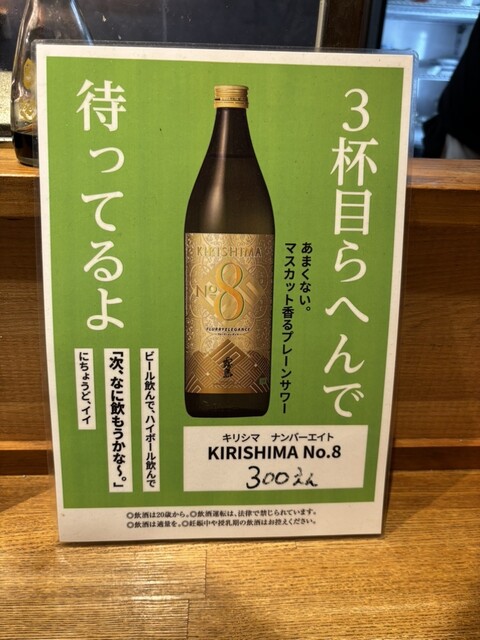 3杯目らへんで
待ってるよ
あまくない。
マスカット香るプレーンサワー
KIRISHIMA
No.8
FLURRYELEGANCE
ビール飲んで、ハイボール飲んで
「次、なに飲もうかな〜。」
にちょうど、イイ
キリシマ ナンバーエイト
KIRISHIMA No.8
300えん
◎飲酒は20歳から。◎飲酒運転は、法律で禁じられています。
◎飲酒は適量を。◎妊娠中や授乳期の飲酒はお控えください。